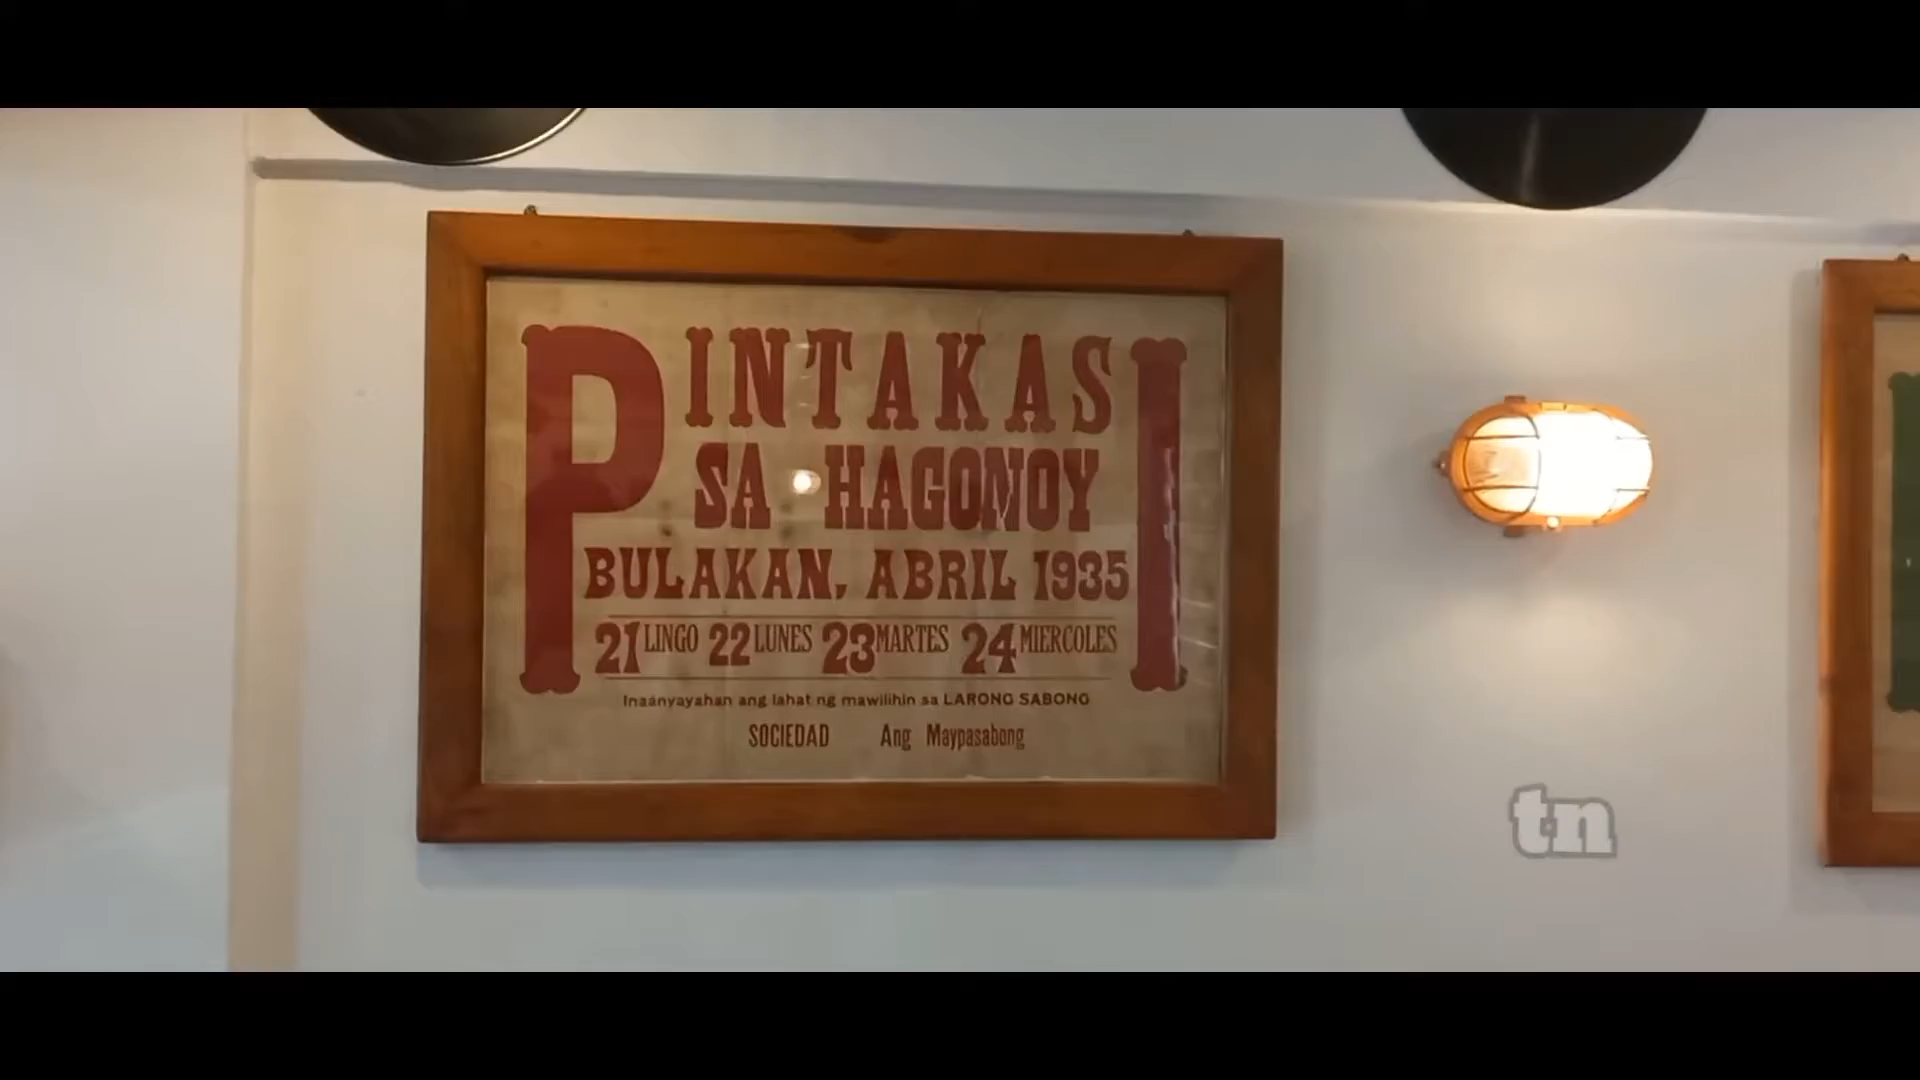 PINTAKASI
SA HAGONOY
BULAKAN, ABRIL 1935
21 LINGO 22 LUNES 23 MARTES 24 MIERCOLES
Inaanyayahan ang lahat ng mawilihin sa LARONG SABONG
SOCIEDAD Ang Maypasabong
tn